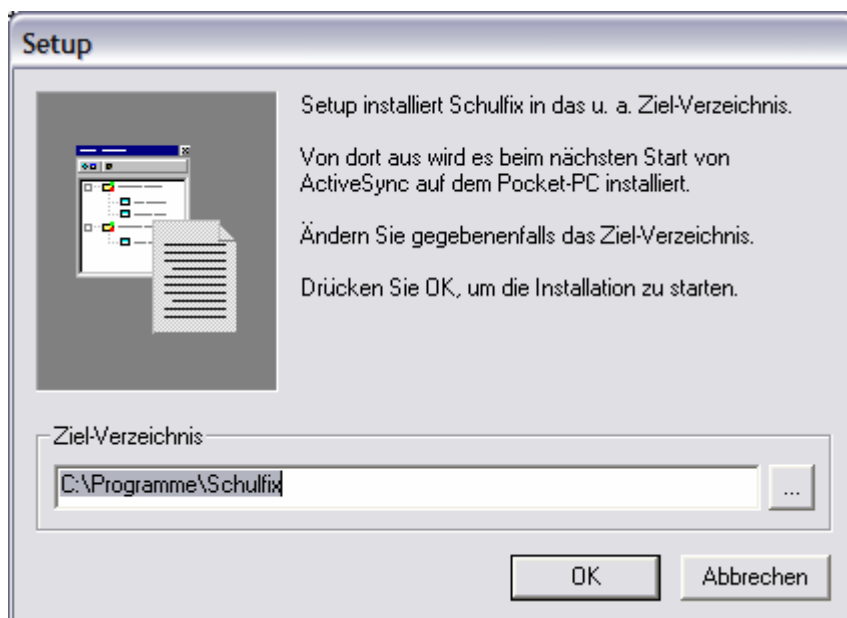 Setup
Setup installiert Schulfix in das u. a. Ziel-Verzeichnis.
Von dort aus wird es beim nächsten Start von
ActiveSync auf dem Pocket-PC installiert.
Ändern Sie gegebenenfalls das Ziel-Verzeichnis.
Drücken Sie OK, um die Installation zu starten.
Ziel-Verzeichnis
C:\Programme\Schulfix
...
OK
Abbrechen